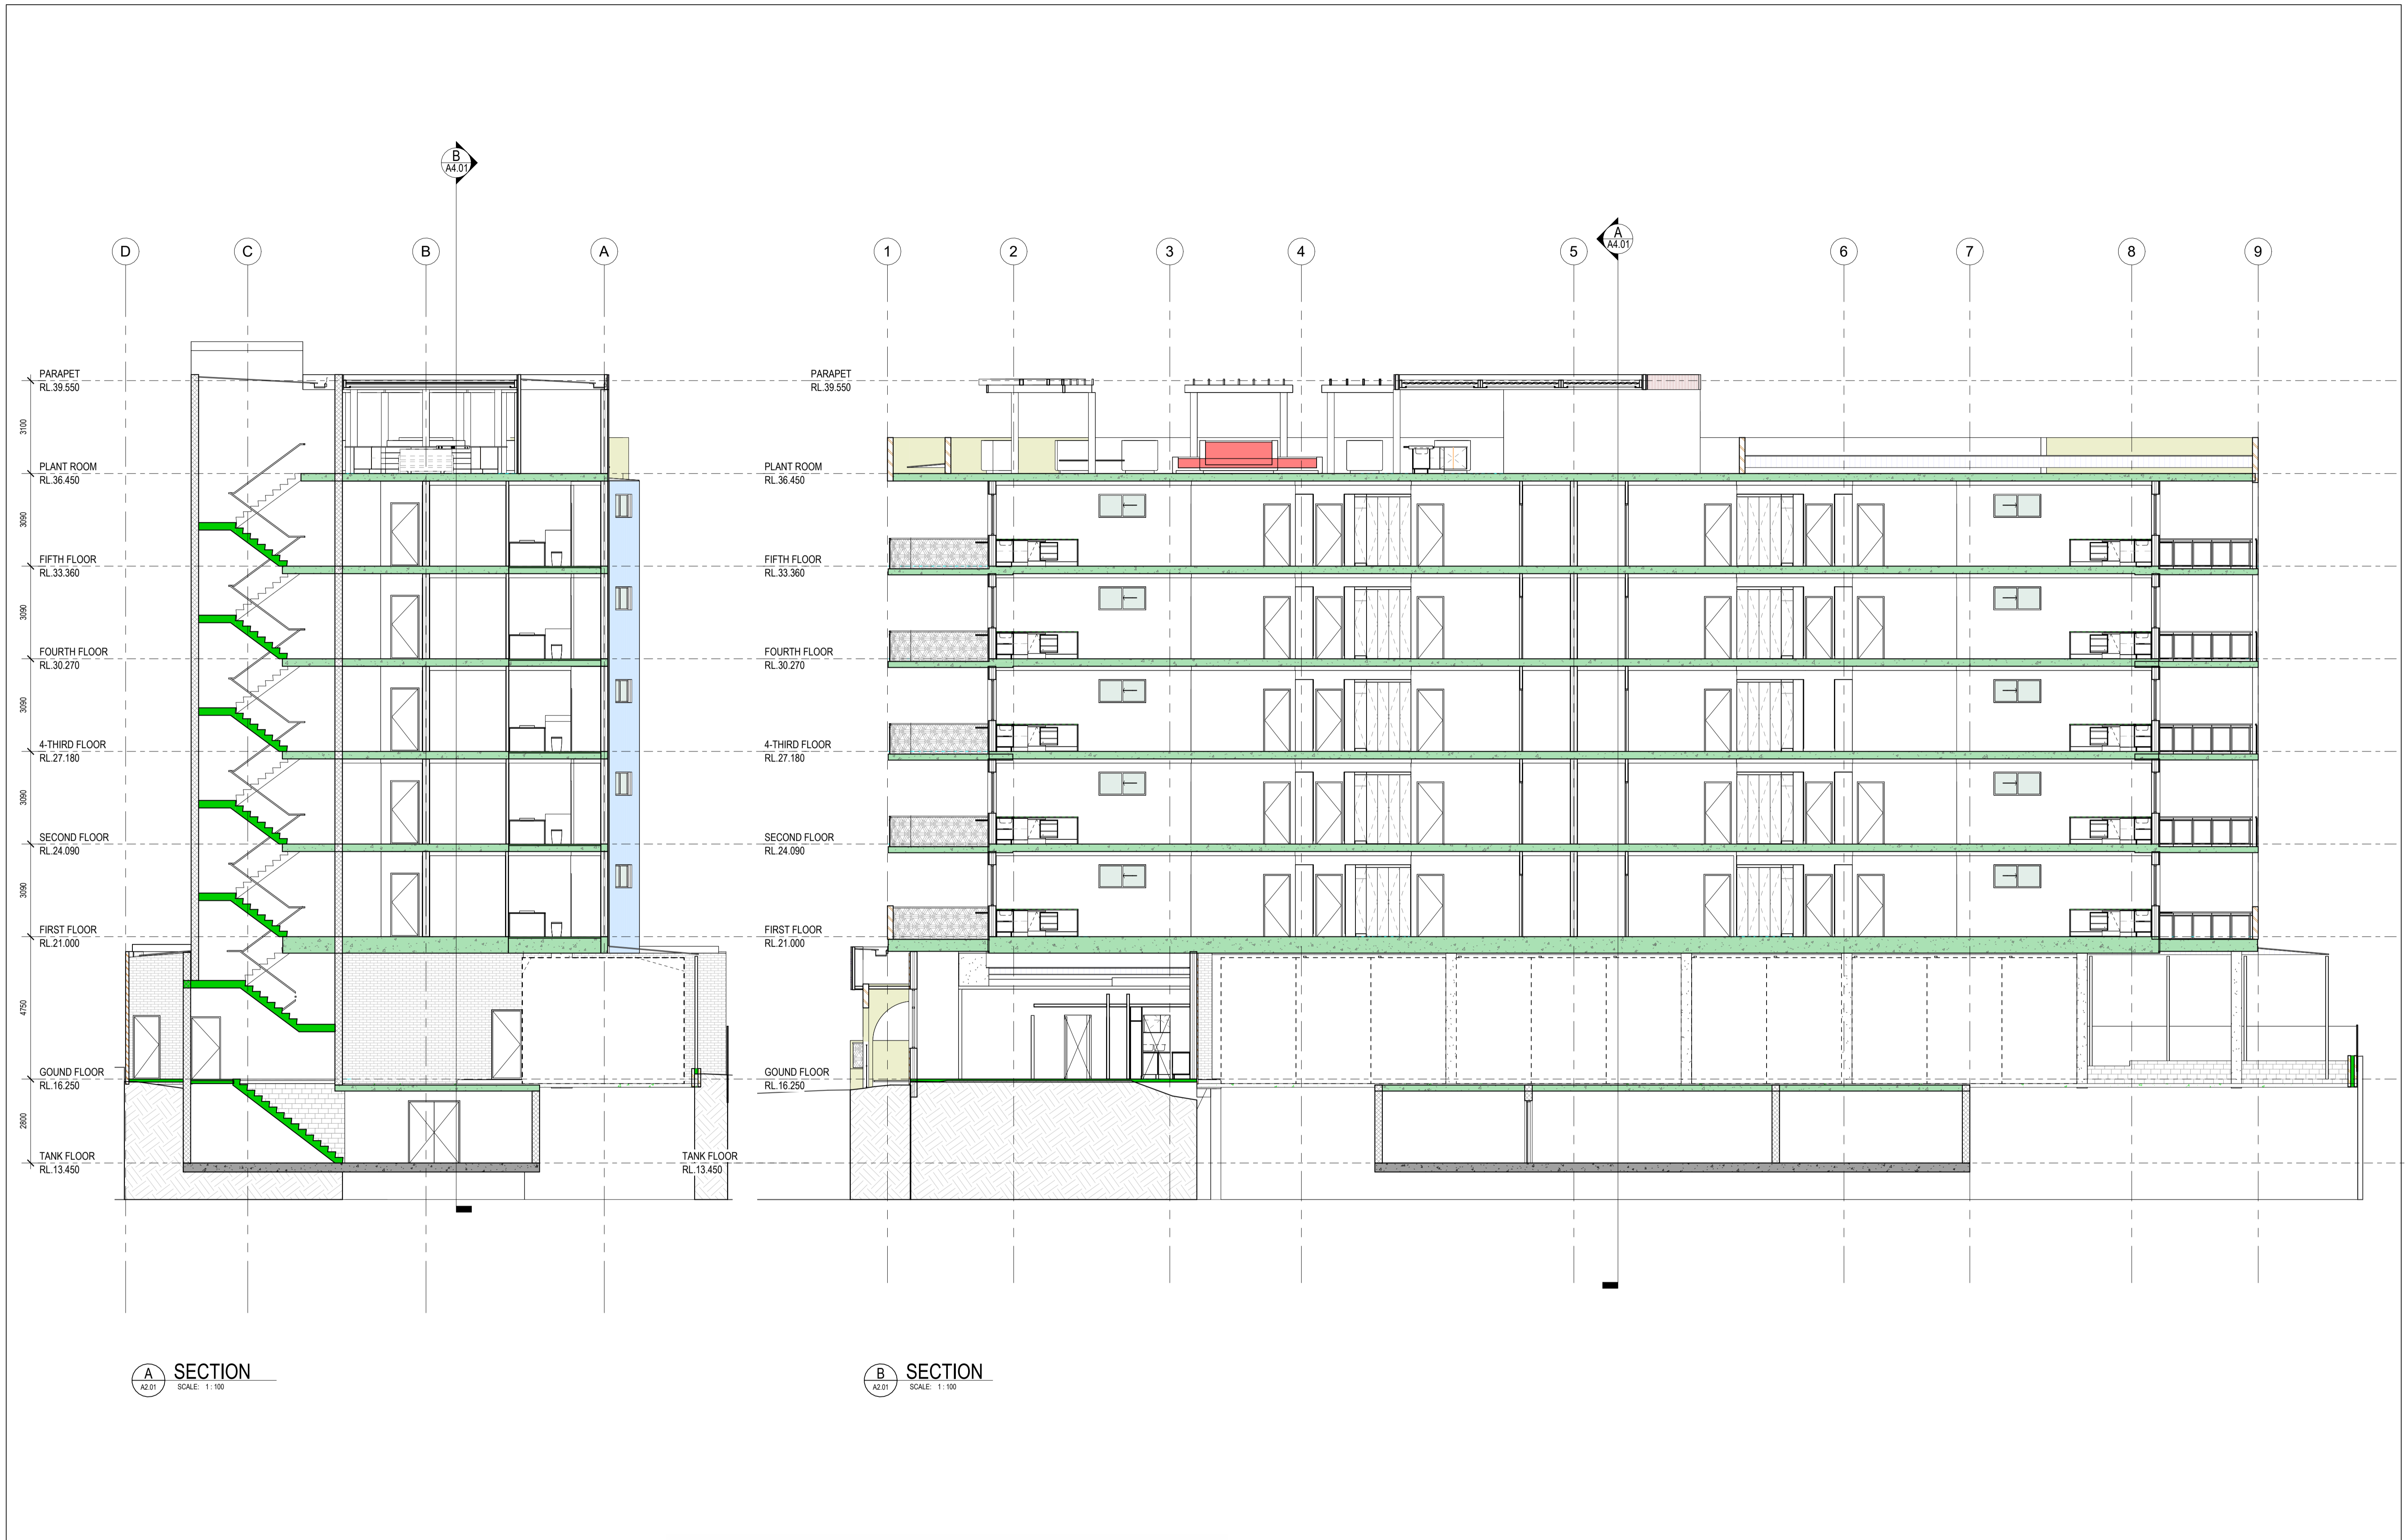 B
A4.01
A
A4.01
D
C
B
A
1
2
3
4
5
6
7
8
9
PARAPET
RL.39.550
3100
PLANT ROOM
RL.36.450
3090
FIFTH FLOOR
RL.33.360
3090
FOURTH FLOOR
RL.30.270
3090
4-THIRD FLOOR
RL.27.180
3090
SECOND FLOOR
RL.24.090
3090
FIRST FLOOR
RL.21.000
4750
GOUND FLOOR
RL.16.250
2800
TANK FLOOR
RL.13.450
PARAPET
RL.39.550
PLANT ROOM
RL.36.450
FIFTH FLOOR
RL.33.360
FOURTH FLOOR
RL.30.270
4-THIRD FLOOR
RL.27.180
SECOND FLOOR
RL.24.090
FIRST FLOOR
RL.21.000
GOUND FLOOR
RL.16.250
TANK FLOOR
RL.13.450
A
A2.01
SECTION
SCALE: 1 : 100
B
A2.01
SECTION
SCALE: 1 : 100